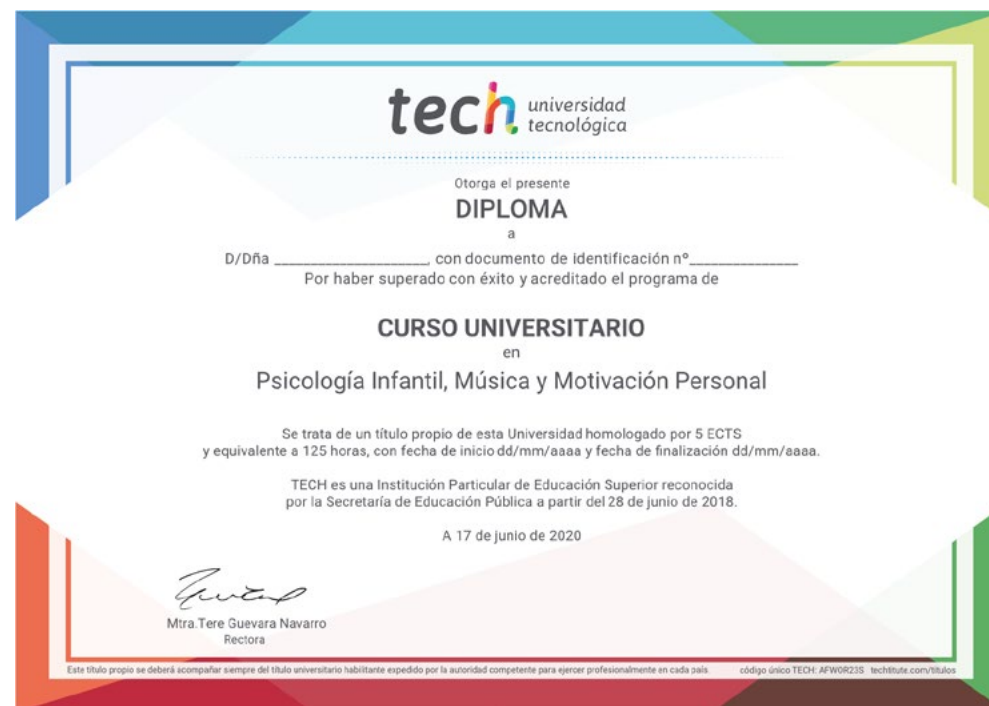 tech universidad
tecnológica
Otorga el presente
DIPLOMA
a
D/Dña ______________________, con documento de identificación nº________________
Por haber superado con éxito y acreditado el programa de
CURSO UNIVERSITARIO
en
Psicología Infantil, Música y Motivación Personal
Se trata de un título propio de esta Universidad homologado por 5 ECTS
y equivalente a 125 horas, con fecha de inicio dd/mm/aaaa y fecha de finalización dd/mm/aaaa.
TECH es una Institución Particular de Educación Superior reconocida
por la Secretaría de Educación Pública a partir del 28 de junio de 2018.
A 17 de junio de 2020
Mtra.Tere Guevara Navarro
Rectora
Este título propio se deberá acompañar siempre del título universitario habilitante expedido por la autoridad competente para ejercer profesionalmente en cada país código único TECH: AFWOR23S techtitute.com/titulos